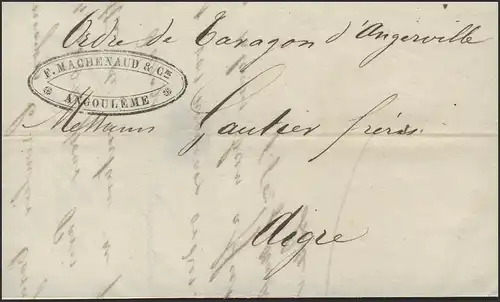 Ordre de Taragon d'Angerville
F. MACHENAUD & Cie
ANGOULÊME
Messieurs Gautier frères
Aigre